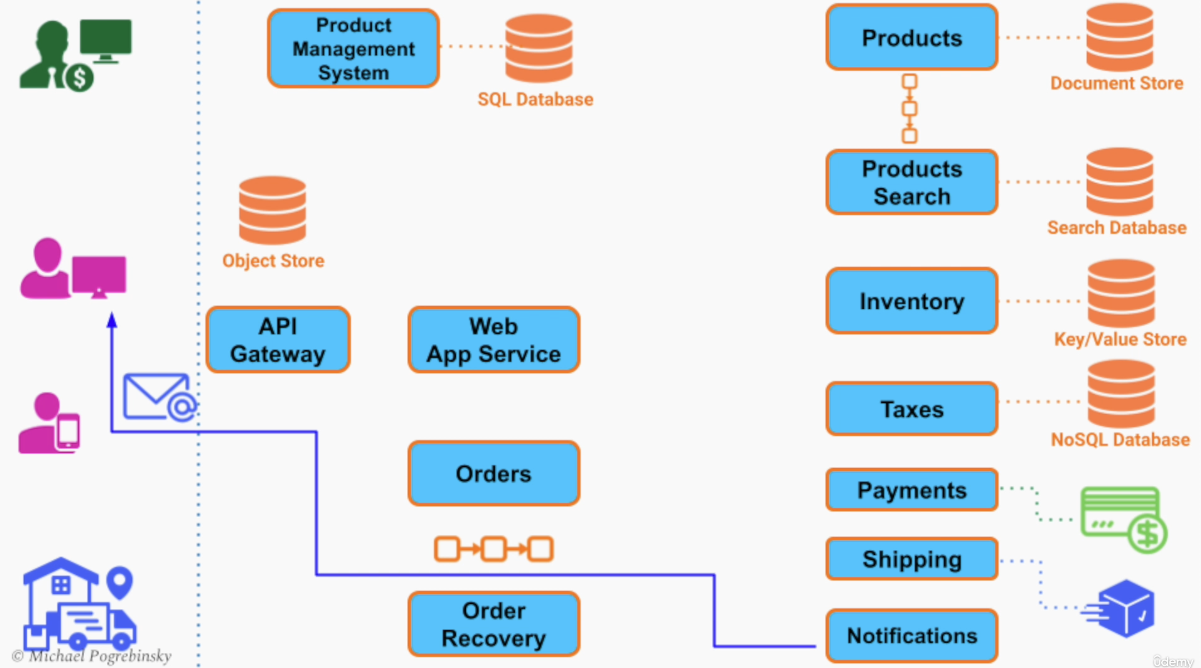 Product
Management
System
SQL Database
Products
Document Store
Products
Search
Search Database
Object Store
Inventory
Key/Value Store
API
Gateway
Web
App Service
Taxes
NoSQL Database
@
Orders
Payments
$
$
Shipping
Order
Recovery
Notifications
© Michael Pogrebinsky
ûdemy